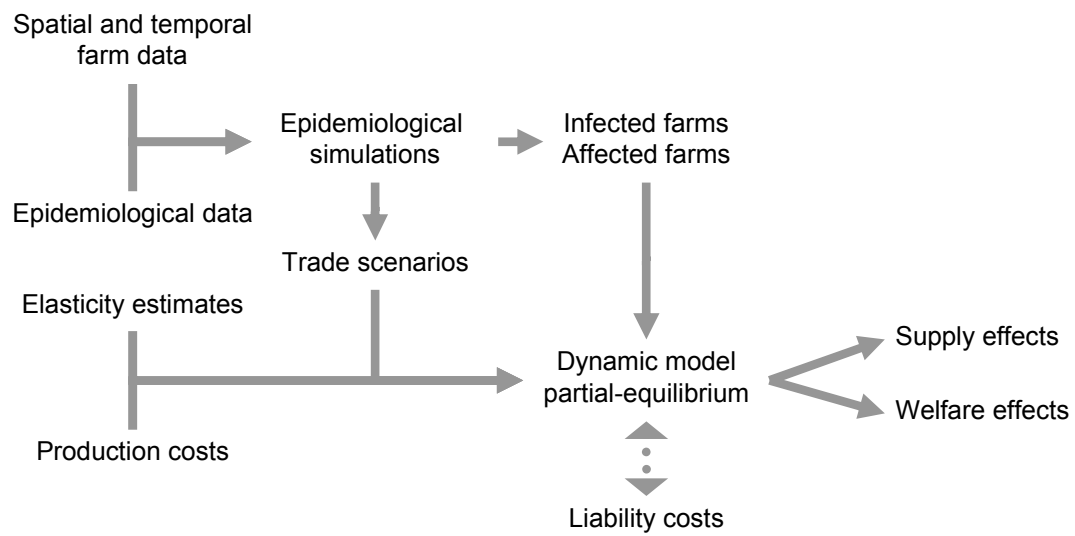 Spatial and temporal
farm data
Epidemiological
simulations
Infected farms
Affected farms
Epidemiological data
Trade scenarios
Elasticity estimates
Dynamic model
partial-equilibrium
Supply effects
Welfare effects
Production costs
Liability costs